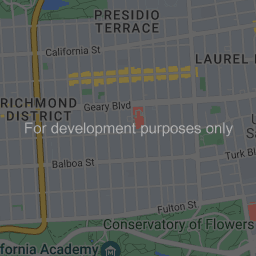 PRESIDIO
TERRACE
California St
LAUREL
Geary Blvd
RICHMOND
DISTRICT
For development purposes only
Balboa St
Turk Bl
Fulton St
Conservatory of Flowers
ifornia Academy